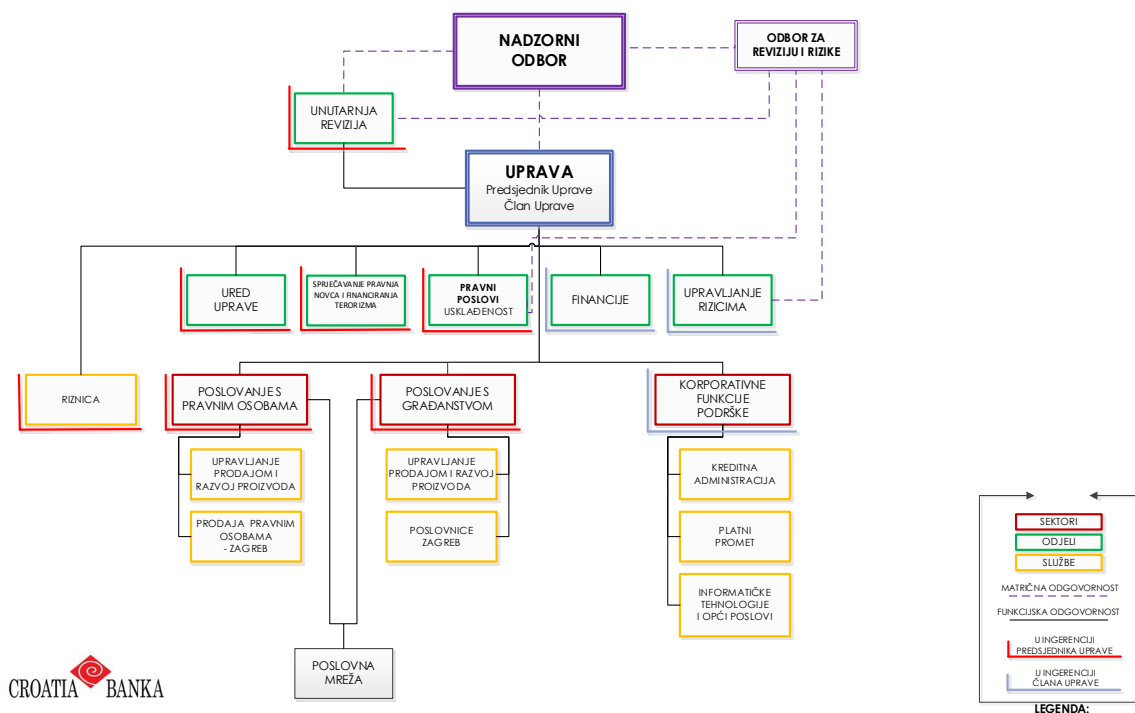 NADZORNI
ODBOR
ODBOR ZA
REVIZIJU I RIZIKE
UNUTARNJA
REVIZIJA
UPRAVA
Predsjednik Uprave
Član Uprave
URED
UPRAVE
SPRJEČAVANJE PRAVNJA
NOVCA I FINANCIRANJA
TERORIZMA
PRAVNI
POSLOVI
USKLAĐENOST
FINANCIJE
UPRAVLJANJE
RIZICIMA
RIZNICA
POSLOVANJE S
PRAVNIM OSOBAMA
POSLOVANJE S
GRAĐANSTVOM
KORPORATIVNE
FUNKCIJE
PODRŠKE
UPRAVLJANJE
PRODAJOM I
RAZVOJ PROIZVODA
UPRAVLJANJE
PRODAJOM I RAZVOJ
PROIZVODA
KREDITNA
ADMINISTRACIJA
PRODAJA PRAVNIM
OSOBAMA
- ZAGREB
POSLOVNICE
ZAGREB
PLATNI
PROMET
INFORMATIČKE
TEHNOLOGIJE
I OPĆI POSLOVI
POSLOVNA
MREŽA
CROATIA BANKA
SEKTORI
ODJELI
SLUŽBE
MATRIČNA ODGOVORNOST
FUNKCIJSKA ODGOVORNOST
U INGERENCIJI
PREDSJEDNIKA UPRAVE
U INGERENCIJI
ČLANA UPRAVE
LEGENDA: